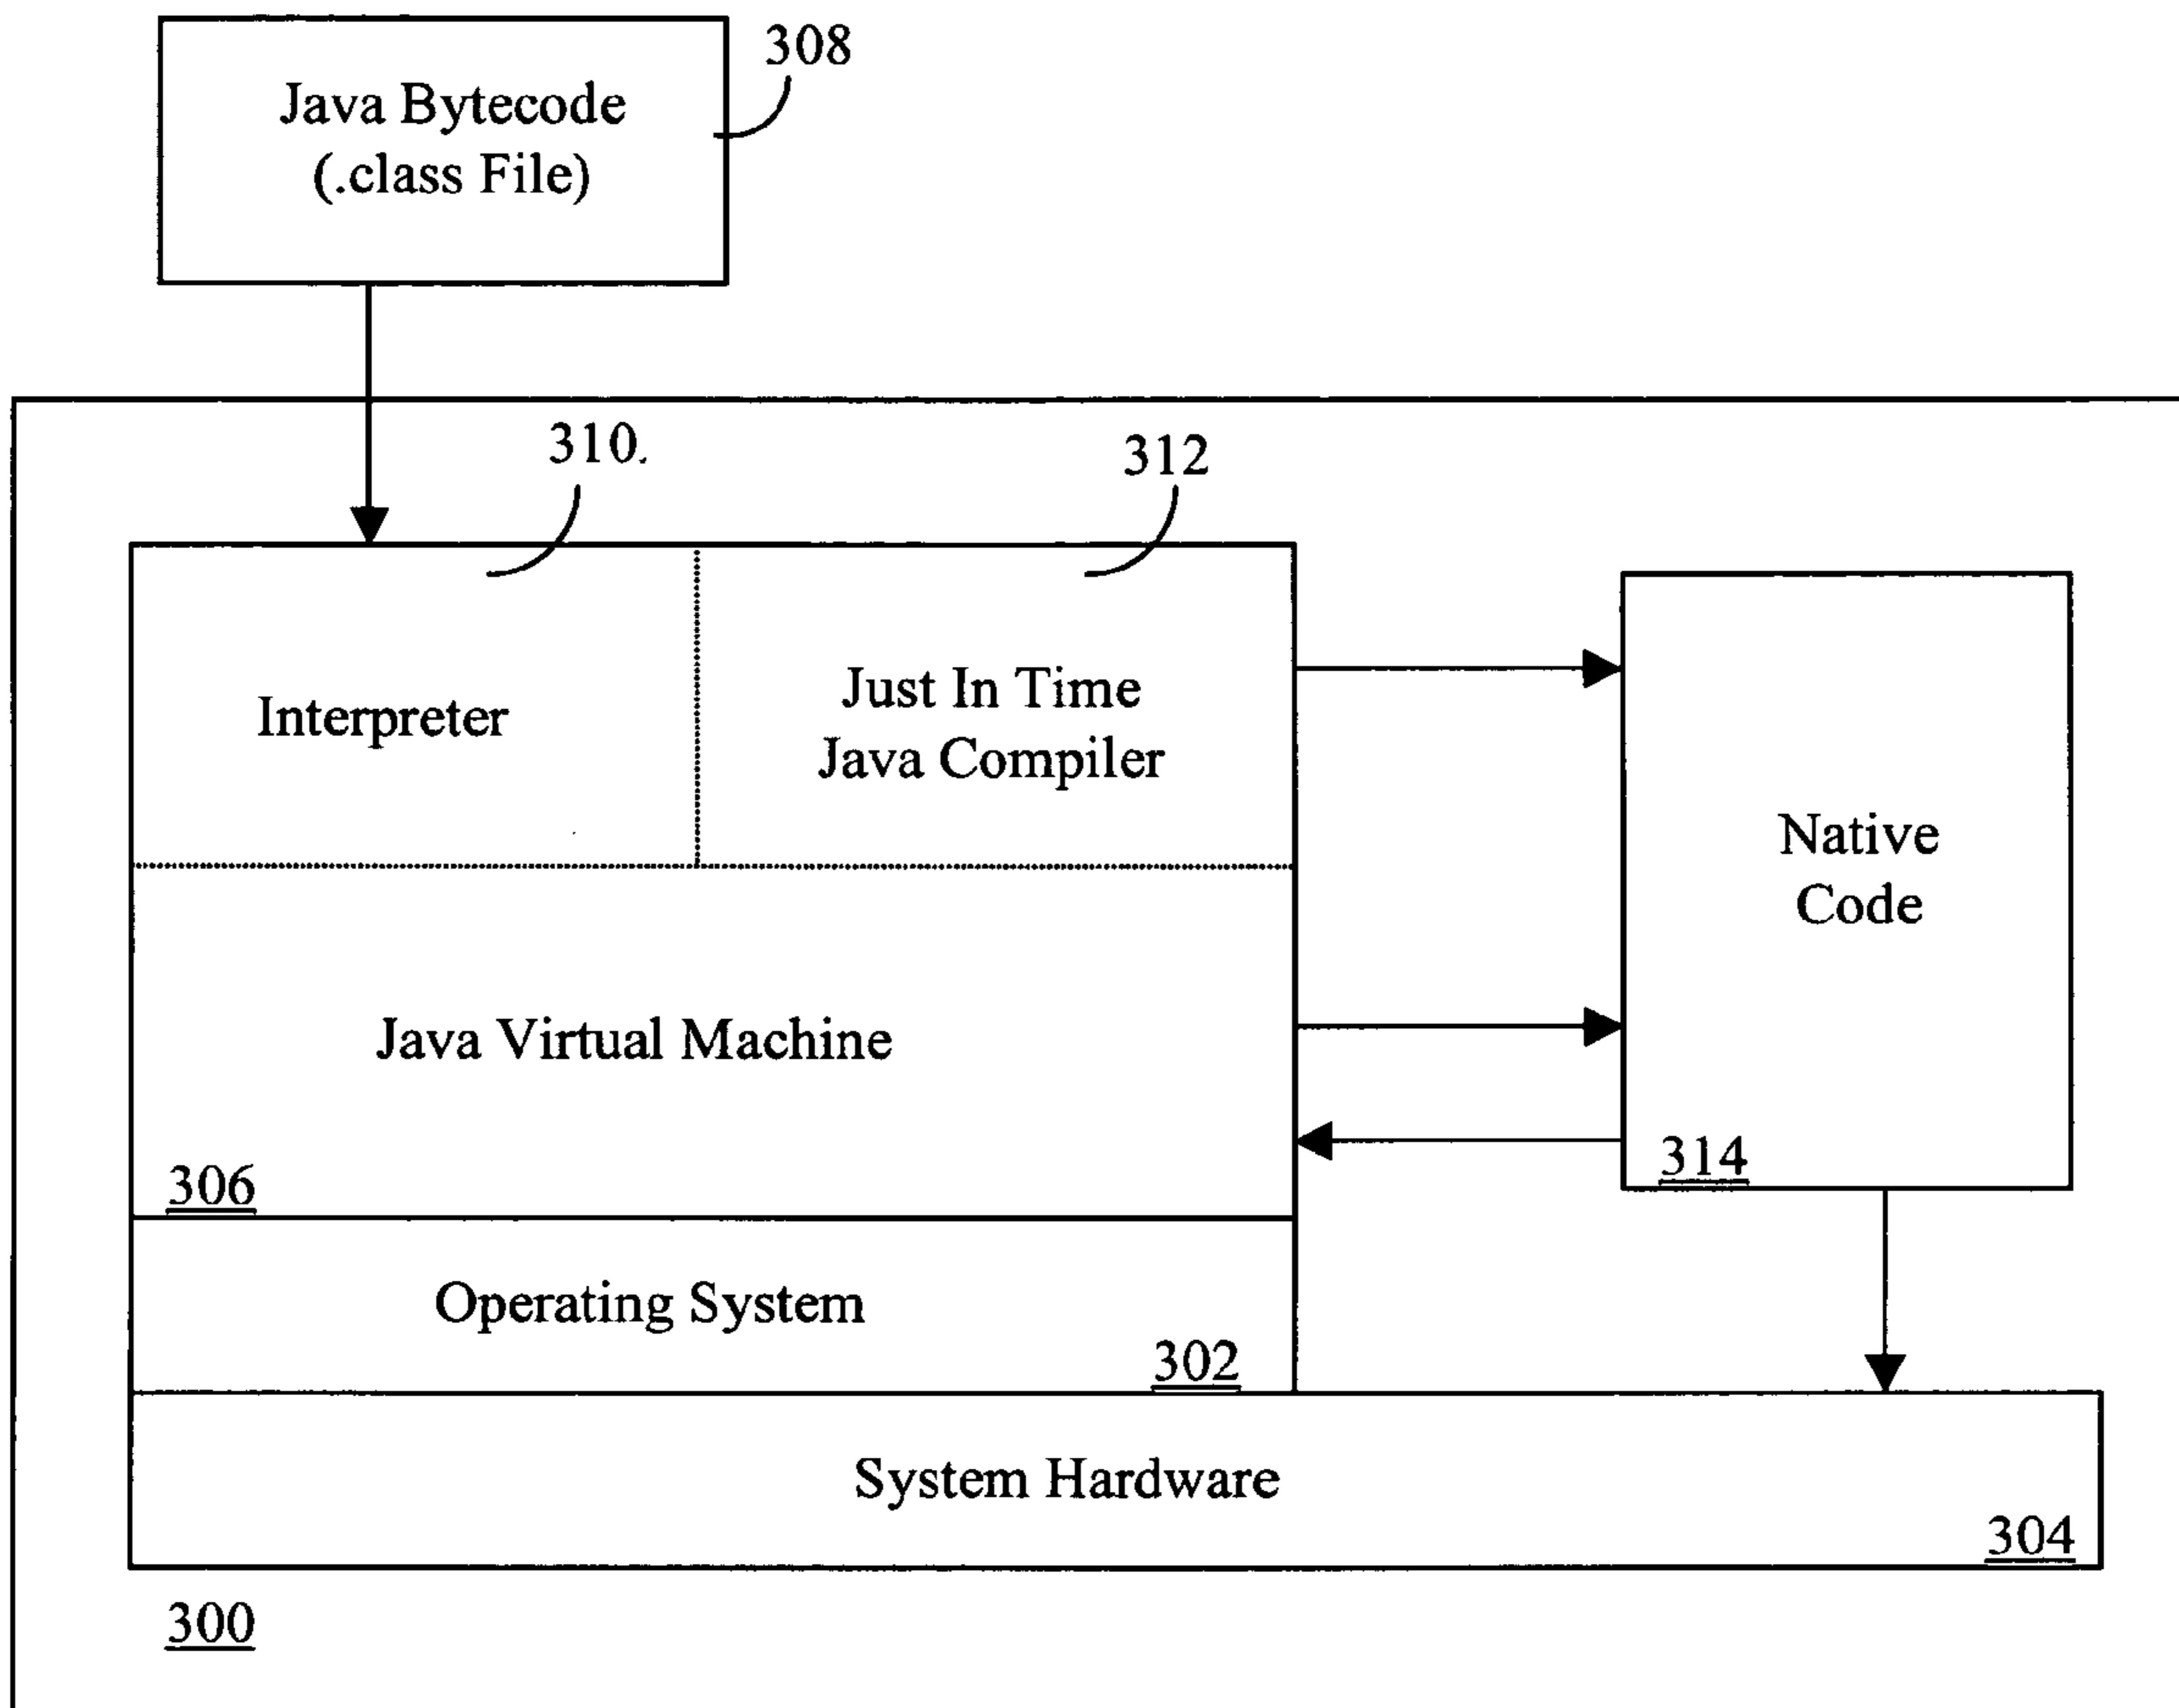 308
Java Bytecode
(.class File)
310.
312
Interpreter
Just In Time
Java Compiler
Native
Code
Java Virtual Machine
314
306
Operating System
302
System Hardware
304
300